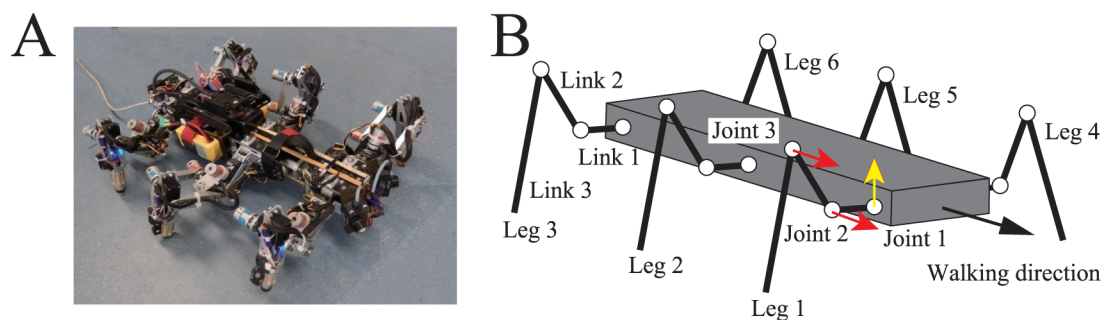 A
B
Leg 6
Link 2
Leg 5
Leg 4
Joint 3
Link 1
Link 3
Leg 3
Joint 2
Joint 1
Leg 2
Walking direction
Leg 1